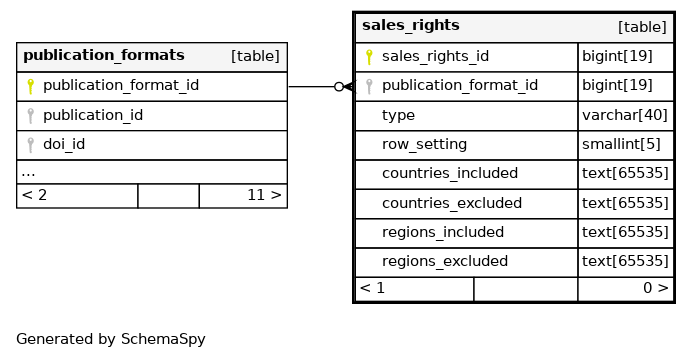 publication_formats [table]
publication_format_id
publication_id
doi_id
...
< 2 11 >
sales_rights [table]
sales_rights_id bigint[19]
publication_format_id bigint[19]
type varchar[40]
row_setting smallint[5]
countries_included text[65535]
countries_excluded text[65535]
regions_included text[65535]
regions_excluded text[65535]
< 1 0 >
Generated by SchemaSpy